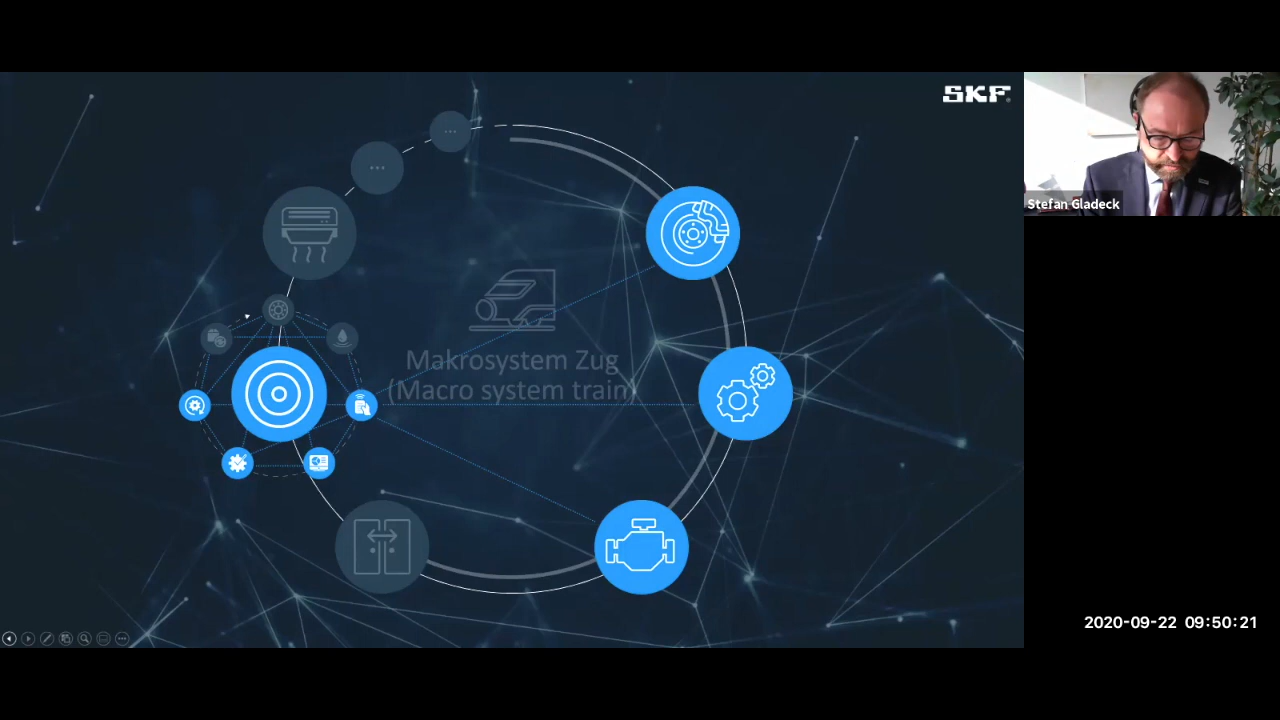 SKF
Stefan Gladeck
Makrosystem Zug
(Macro system train)
2020-09-22 09:50:21